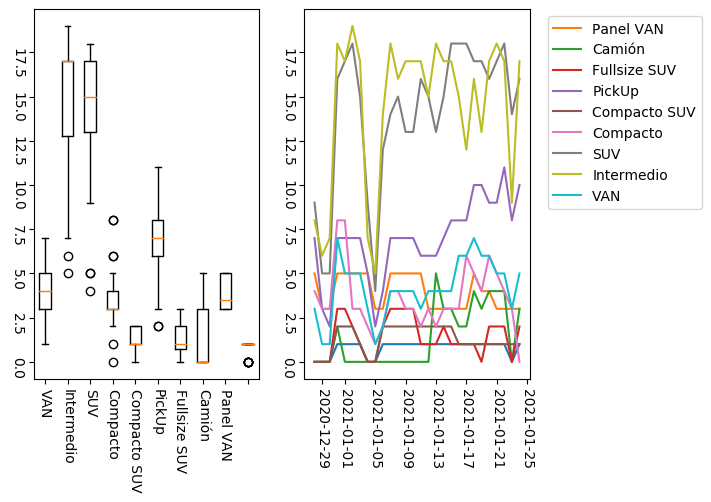 17.5
15.0
12.5
10.0
7.5
5.0
2.5
0.0
VAN
Intermedio
SUV
Compacto
Compacto SUV
PickUp
Fullsize SUV
Camión
Panel VAN
17.5
15.0
12.5
10.0
7.5
5.0
2.5
0.0
2020-12-29
2021-01-01
2021-01-05
2021-01-09
2021-01-13
2021-01-17
2021-01-21
2021-01-25
Panel VAN
Camión
Fullsize SUV
PickUp
Compacto SUV
Compacto
SUV
Intermedio
VAN